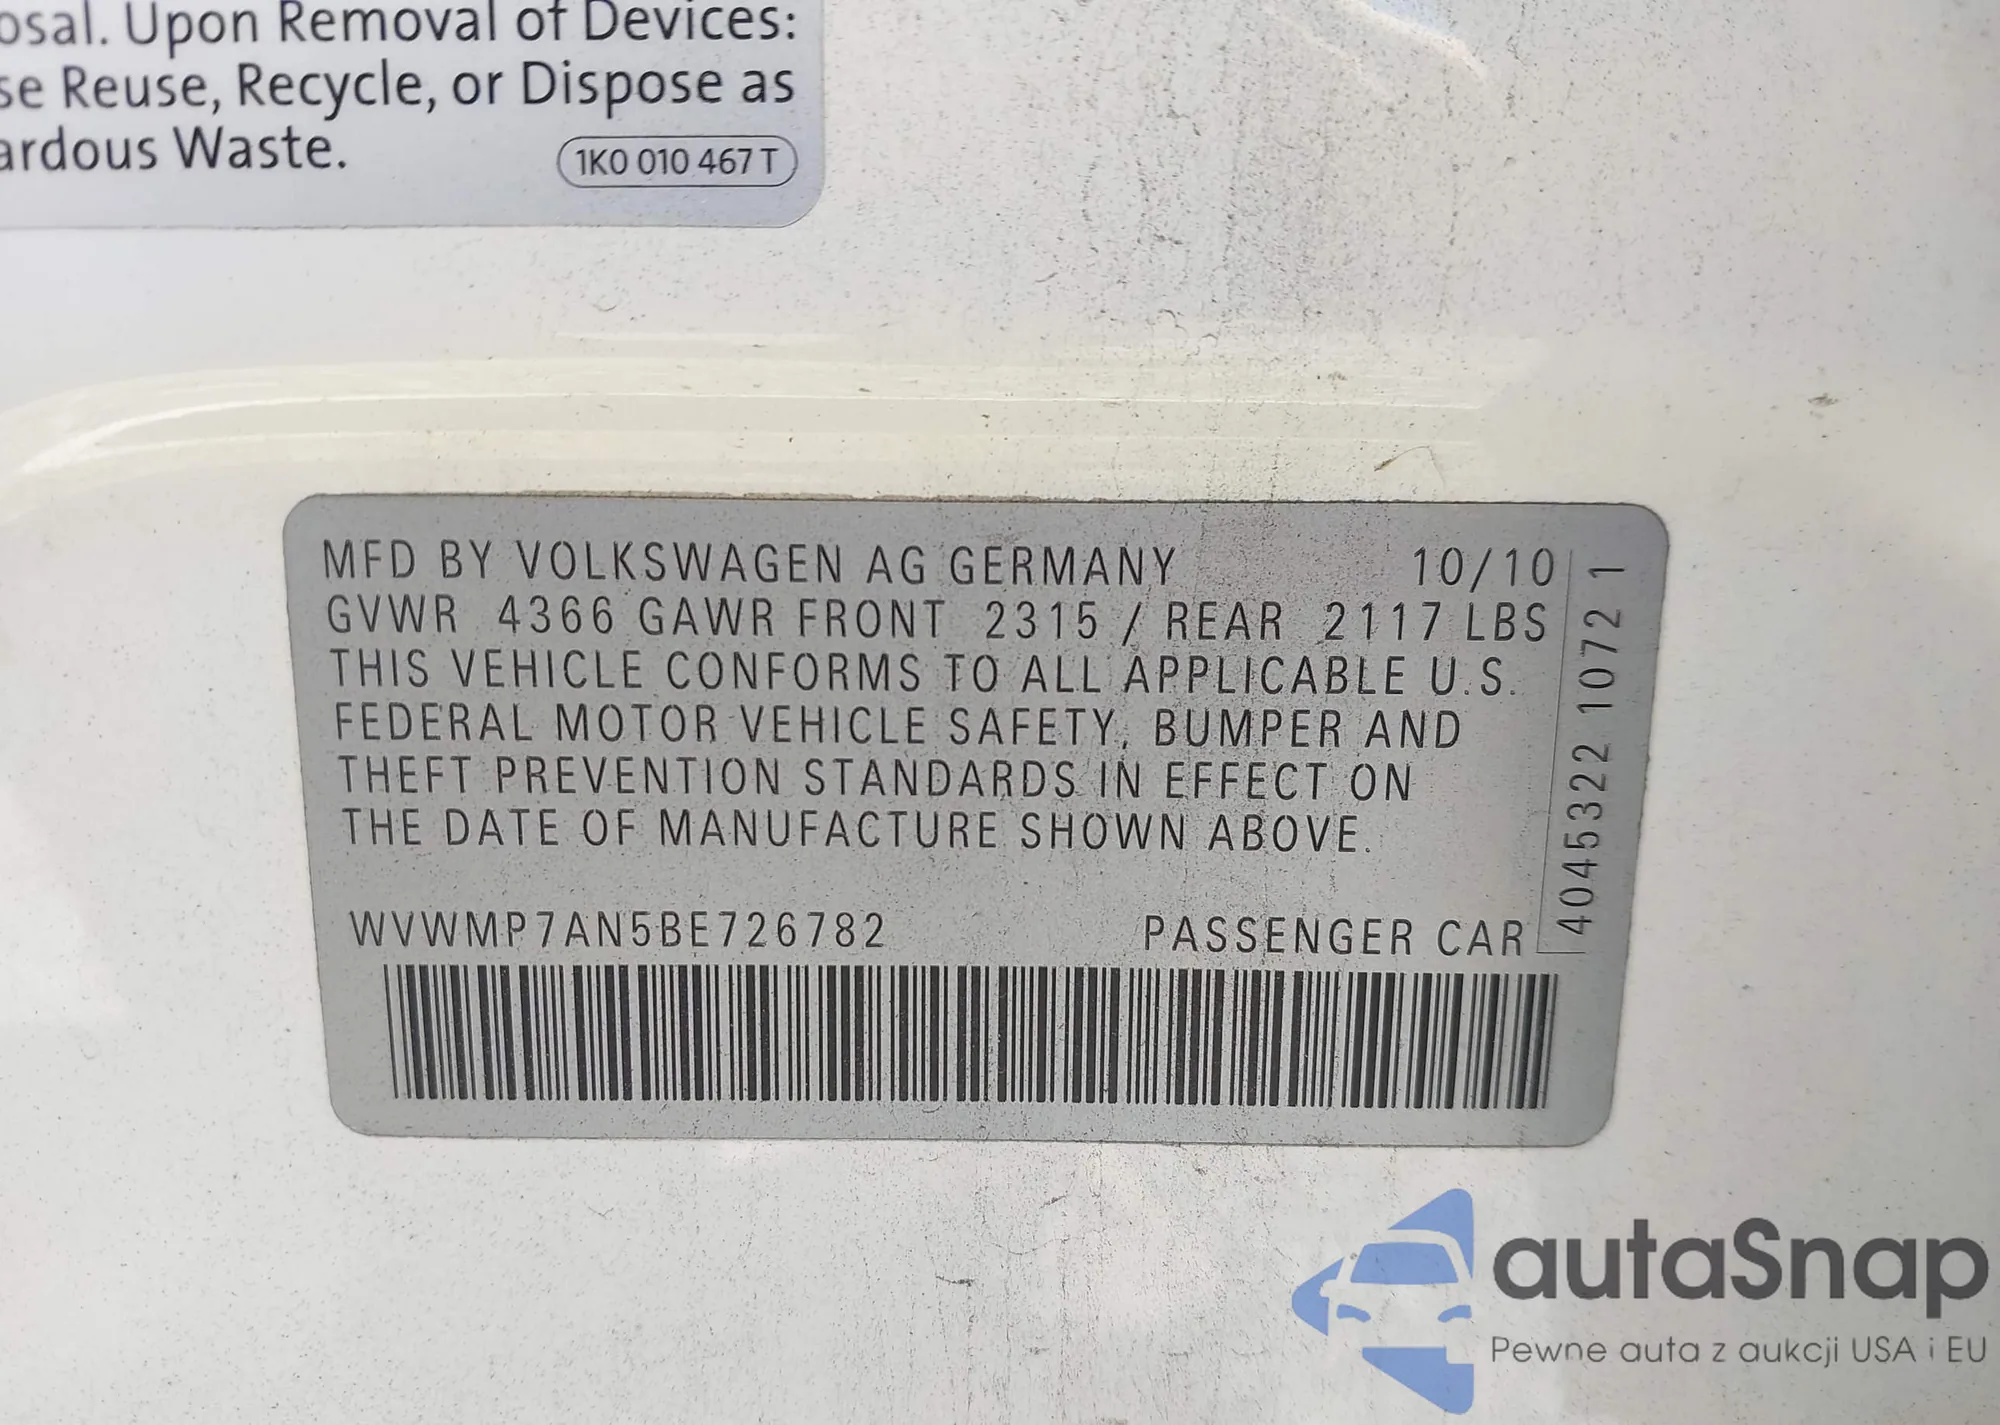 osal. Upon Removal of Devices:
se Reuse, Recycle, or Dispose as
ardous Waste.
1K0 010 467 T
MFD BY VOLKSWAGEN AG GERMANY 10/10
GVWR 4366 GAWR FRONT 2315 / REAR 2117 LBS
THIS VEHICLE CONFORMS TO ALL APPLICABLE U.S.
FEDERAL MOTOR VEHICLE SAFETY, BUMPER AND
THEFT PREVENTION STANDARDS IN EFFECT ON
THE DATE OF MANUFACTURE SHOWN ABOVE.
WVWMP7AN5BE726782 PASSENGER CAR
4045322 1072 1
autaSnap
Pewne auta z aukcji USA i EU